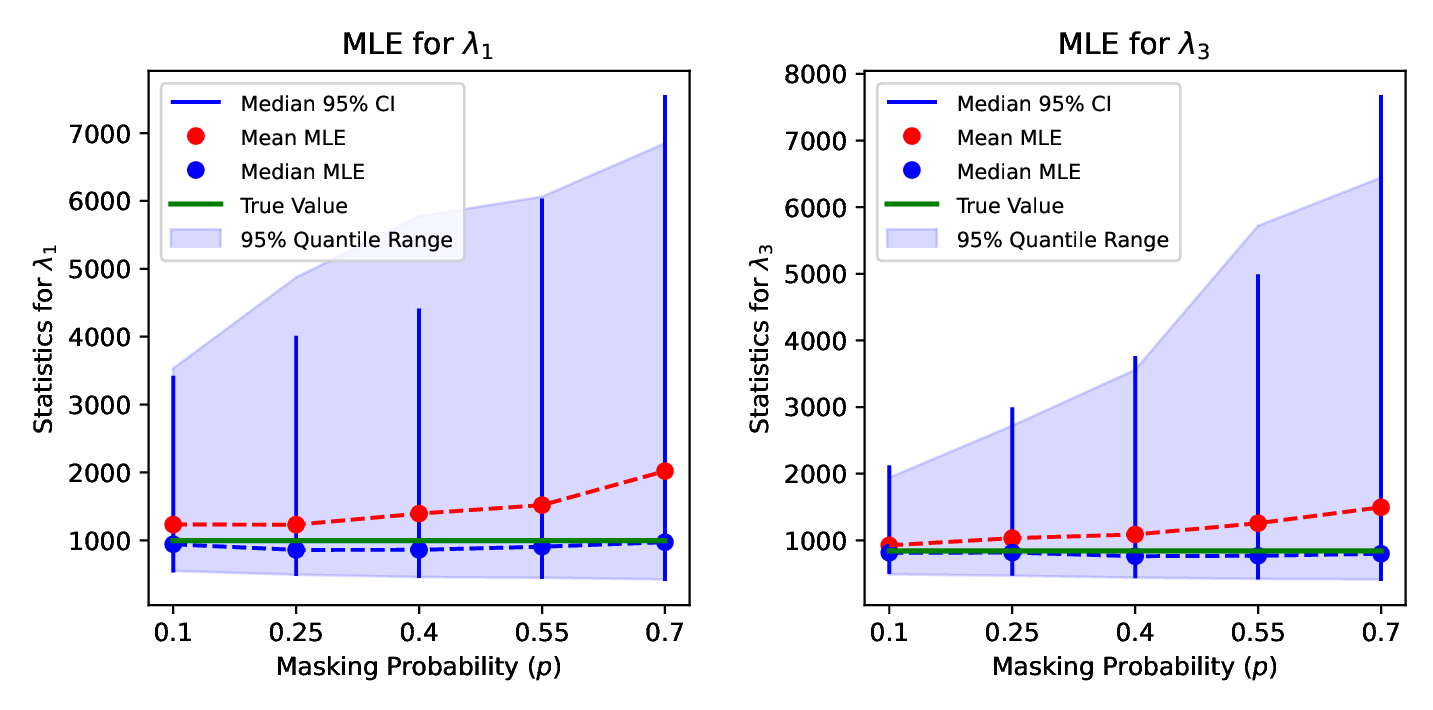 MLE for λ₁
Median 95% CI
Mean MLE
Median MLE
True Value
95% Quantile Range
7000
6000
5000
4000
3000
2000
1000
Statistics for λ₁
0.1 0.25 0.4 0.55 0.7
Masking Probability (p)
MLE for λ₃
Median 95% CI
Mean MLE
Median MLE
True Value
95% Quantile Range
8000
7000
6000
5000
4000
3000
2000
1000
Statistics for λ₃
0.1 0.25 0.4 0.55 0.7
Masking Probability (p)